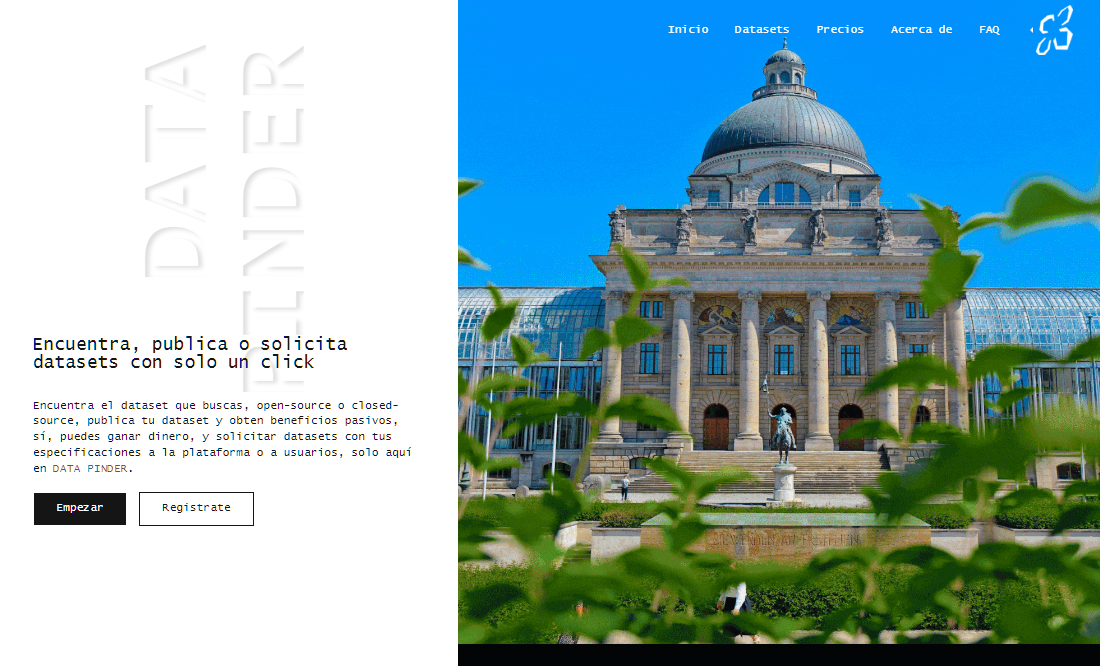 Inicio Datasets Precios Acerca de FAQ
DATA
PINDER
Encuentra, publica o solicita
datasets con solo un click
Encuentra el dataset que buscas, open-source o closed-
source, publica tu dataset y obten beneficios pasivos,
sí, puedes ganar dinero, y solicitar datasets con tus
especificaciones a la plataforma o a usuarios, solo aquí
en DATA PINDER.
Empezar Registrate